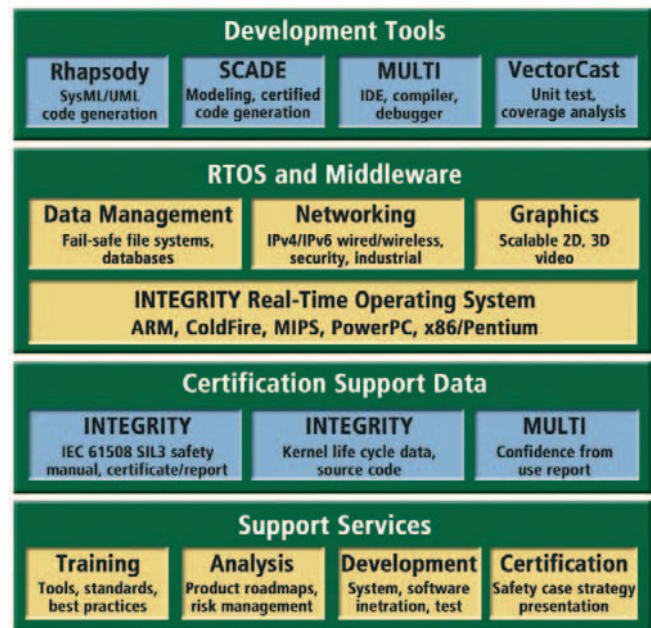 Development Tools
Rhapsody
SysML/UML
code generation
SCADE
Modeling, certified
code generation
MULTI
IDE, compiler,
debugger
VectorCast
Unit test,
coverage analysis
RTOS and Middleware
Data Management
Fail-safe file systems,
databases
Networking
IPv4/IPv6 wired/wireless,
security, industrial
Graphics
Scalable 2D, 3D
video
INTEGRITY Real-Time Operating System
ARM, ColdFire, MIPS, PowerPC, x86/Pentium
Certification Support Data
INTEGRITY
IEC 61508 SIL3 safety
manual, certificate/report
INTEGRITY
Kernel life cycle data,
source code
MULTI
Confidence from
use report
Support Services
Training
Tools, standards,
best practices
Analysis
Product roadmaps,
risk management
Development
System, software
inetration, test
Certification
Safety case strategy
presentation